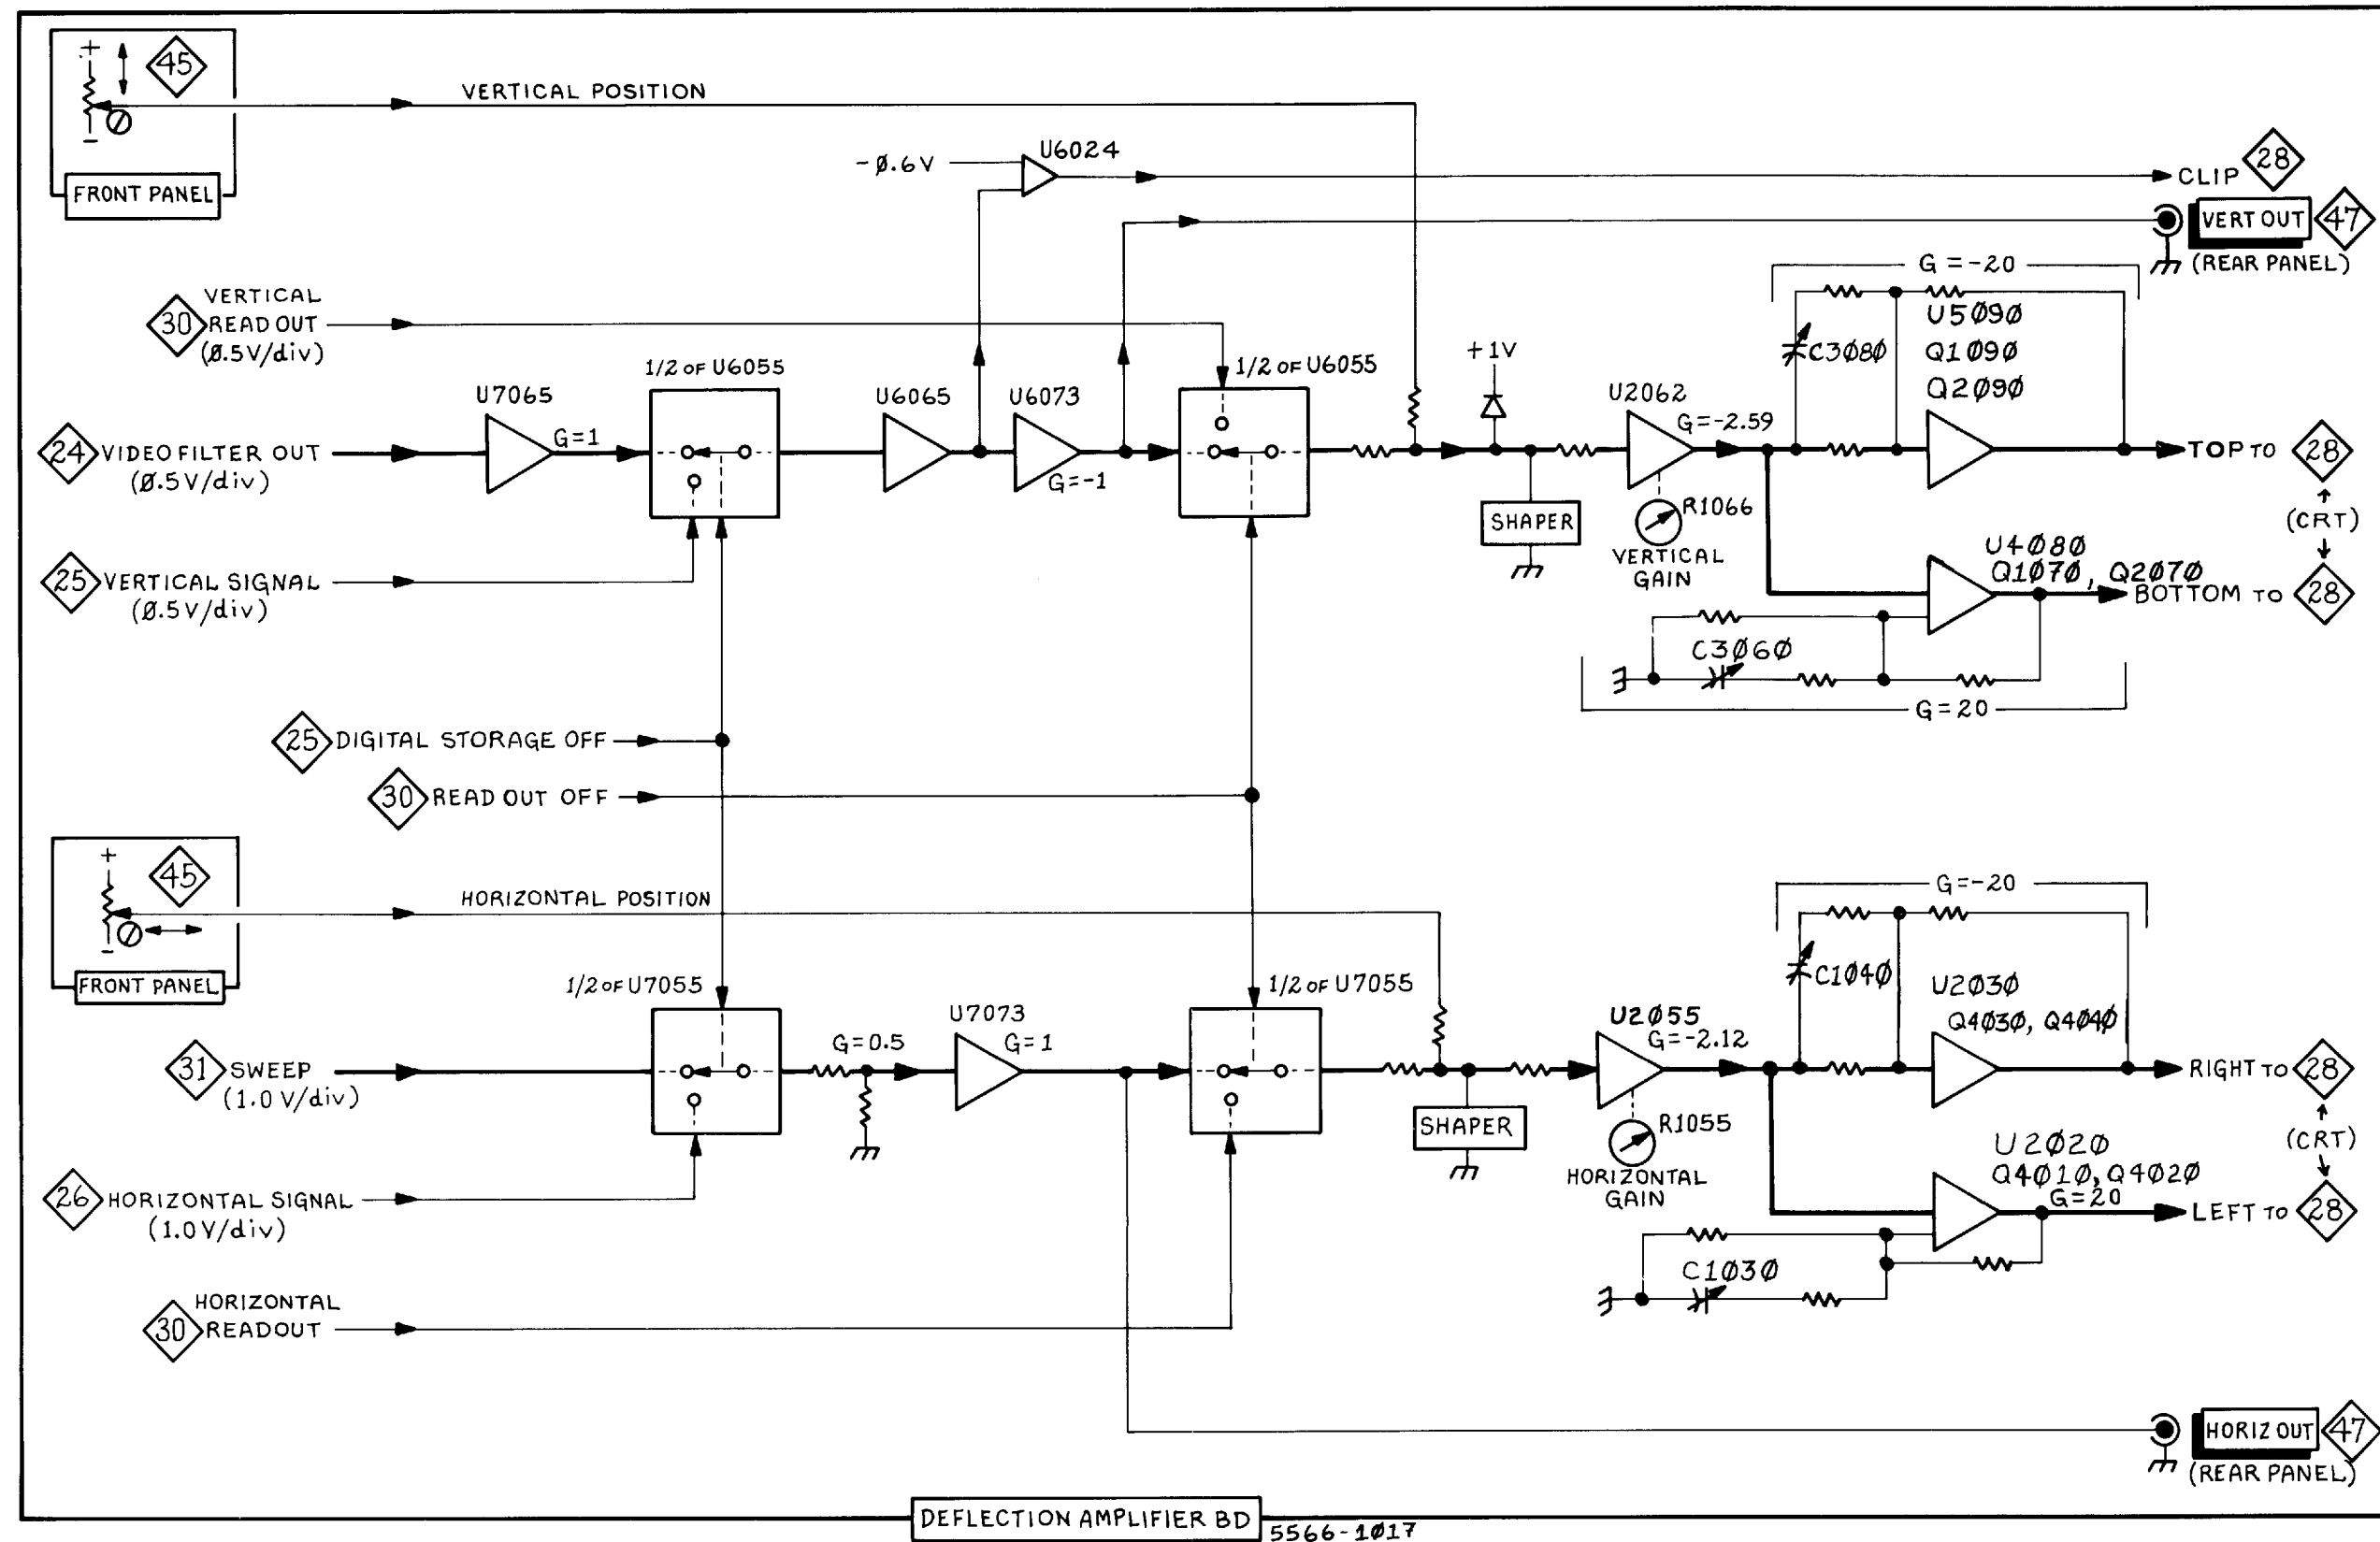 +
45
-
FRONT PANEL
VERTICAL POSITION
-Ø.6V
U6024
CLIP
28
VERT OUT
47
(REAR PANEL)
G = -20
VERTICAL
30
READ OUT
(Ø.5V/div)
U5Ø9Ø
C3Ø8Ø
Q1Ø9Ø
Q2Ø9Ø
1/2 OF U6055
U7065
G=1
U6065
U6073
G=-1
1/2 OF U6055
+1V
U2062
G=-2.59
24
VIDEO FILTER OUT
(Ø.5V/div)
TOP TO
28
SHAPER
R1066
VERTICAL
GAIN
(CRT)
25
VERTICAL SIGNAL
(Ø.5V/div)
U4Ø8Ø
Q1Ø7Ø, Q2Ø7Ø
BOTTOM TO
28
C3Ø6Ø
G=20
25
DIGITAL STORAGE OFF
30
READ OUT OFF
+
45
-
FRONT PANEL
HORIZONTAL POSITION
G=-20
C1Ø4Ø
U2Ø3Ø
Q4Ø3Ø, Q4Ø4Ø
1/2 OF U7055
G=0.5
U7073
G=1
1/2 OF U7055
U2Ø55
G=-2.12
31
SWEEP
(1.0 V/div)
RIGHT TO
28
SHAPER
R1055
HORIZONTAL
GAIN
(CRT)
U2Ø2Ø
Q4Ø1Ø, Q4Ø2Ø
G=20
LEFT TO
28
26
HORIZONTAL SIGNAL
(1.0V/div)
C1Ø3Ø
HORIZONTAL
30
READOUT
HORIZ OUT
47
(REAR PANEL)
DEFLECTION AMPLIFIER BD
5566-1Ø17